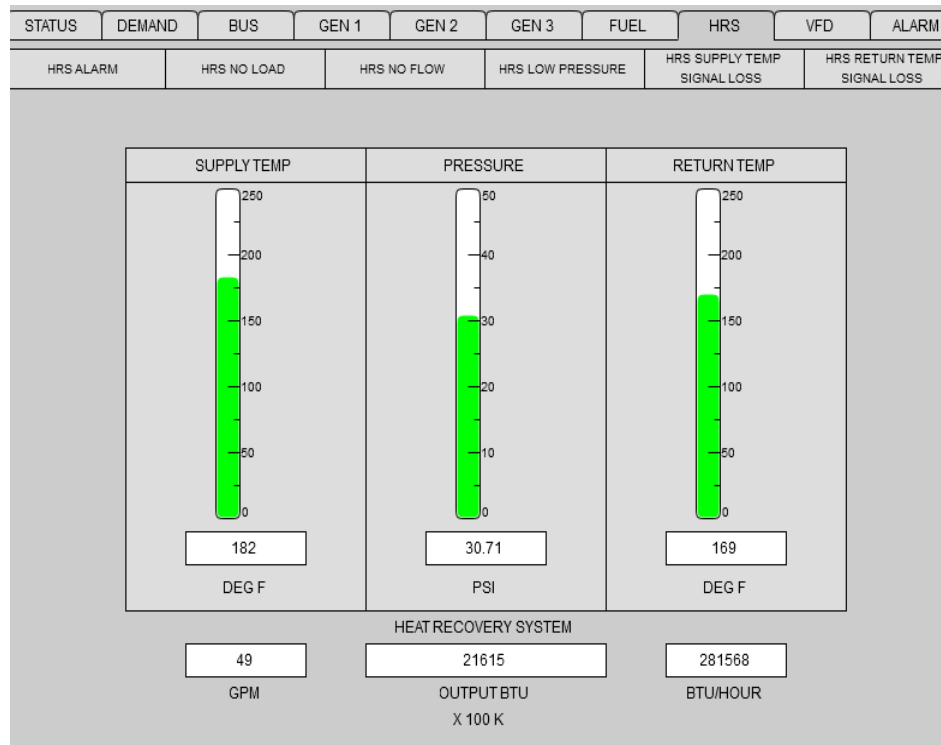 STATUS DEMAND BUS GEN 1 GEN 2 GEN 3 FUEL HRS VFD ALARM
HRS ALARM HRS NO LOAD HRS NO FLOW HRS LOW PRESSURE HRS SUPPLY TEMP SIGNAL LOSS HRS RETURN TEMP SIGNAL LOSS
SUPPLY TEMP PRESSURE RETURN TEMP
250 50 250
200 40 200
150 30 150
100 20 100
50 10 50
0 0 0
182 30.71 169
DEG F PSI DEG F
HEAT RECOVERY SYSTEM
49 21615 281568
GPM OUTPUT BTU BTU/HOUR
X 100 K